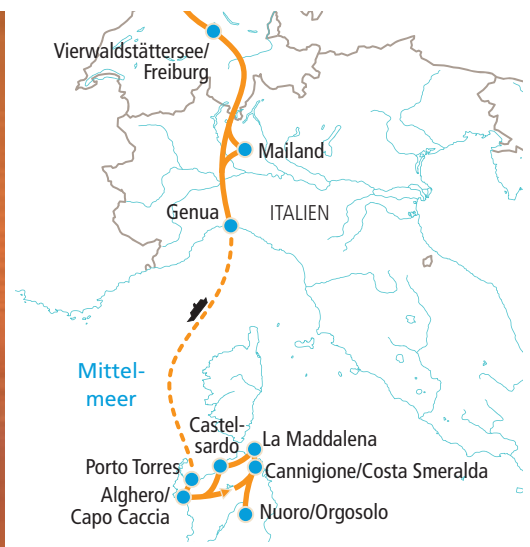 Vierwaldstättersee/
Freiburg
Mailand
Genua
ITALIEN
Mittel-
meer
Castel-
sardo
La Maddalena
Porto Torres
Cannigione/Costa Smeralda
Alghero/
Capo Caccia
Nuoro/Orgosolo